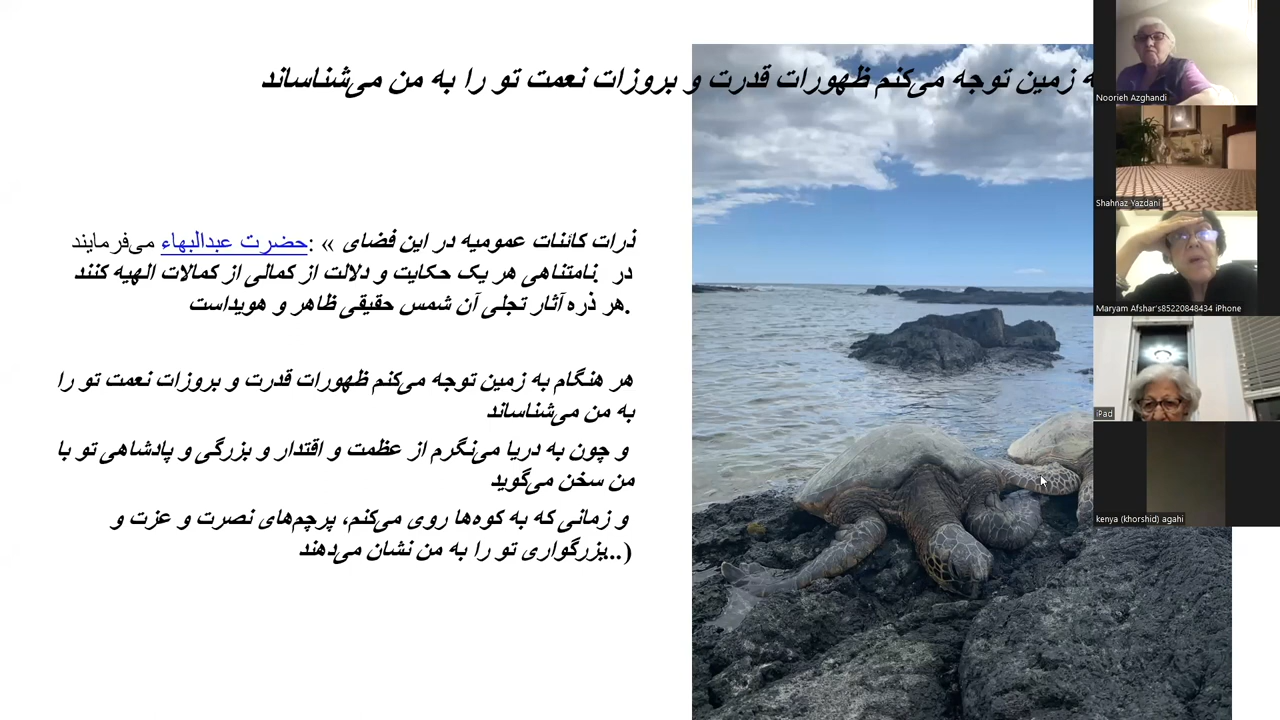 ه زمین توجه می‌کنم ظهورات قدرت و بروزات نعمت تو را به من می‌شناساند
حضرت عبدالبهاء می‌فرمایند: « ذرات کائنات عمومیه در این فضای
نامتناهی هر یک حکایت و دلالت از کمالی از کمالات الهیه کنند. در
هر ذره آثار تجلی آن شمس حقیقی ظاهر و هویداست.
هر هنگام به زمین توجه می‌کنم ظهورات قدرت و بروزات نعمت تو را
به من می‌شناساند
و چون به دریا می‌نگرم از عظمت و اقتدار و بزرگی و پادشاهی تو با
من سخن می‌گوید
و زمانی که به کوه‌ها روی می‌کنم، پرچم‌های نصرت و عزت و
بزرگواری تو را به من نشان می‌دهند...)
Noorieh Azghandi
Shahnaz Yazdani
Maryam Afshar's85220848434 iPhone
iPad
kenya (khorshid) agahi